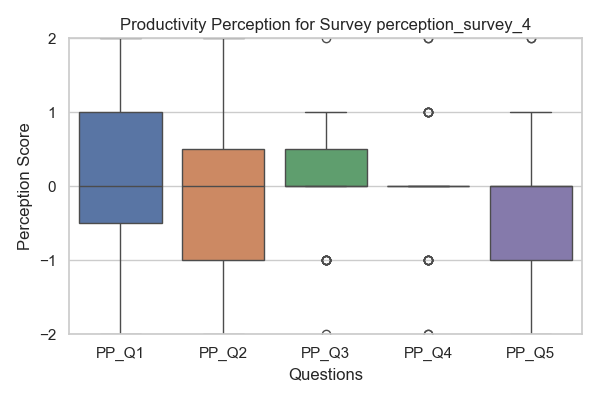 Productivity Perception for Survey perception_survey_4
Perception Score
2
1
0
−1
−2
PP_Q1 PP_Q2 PP_Q3 PP_Q4 PP_Q5
Questions